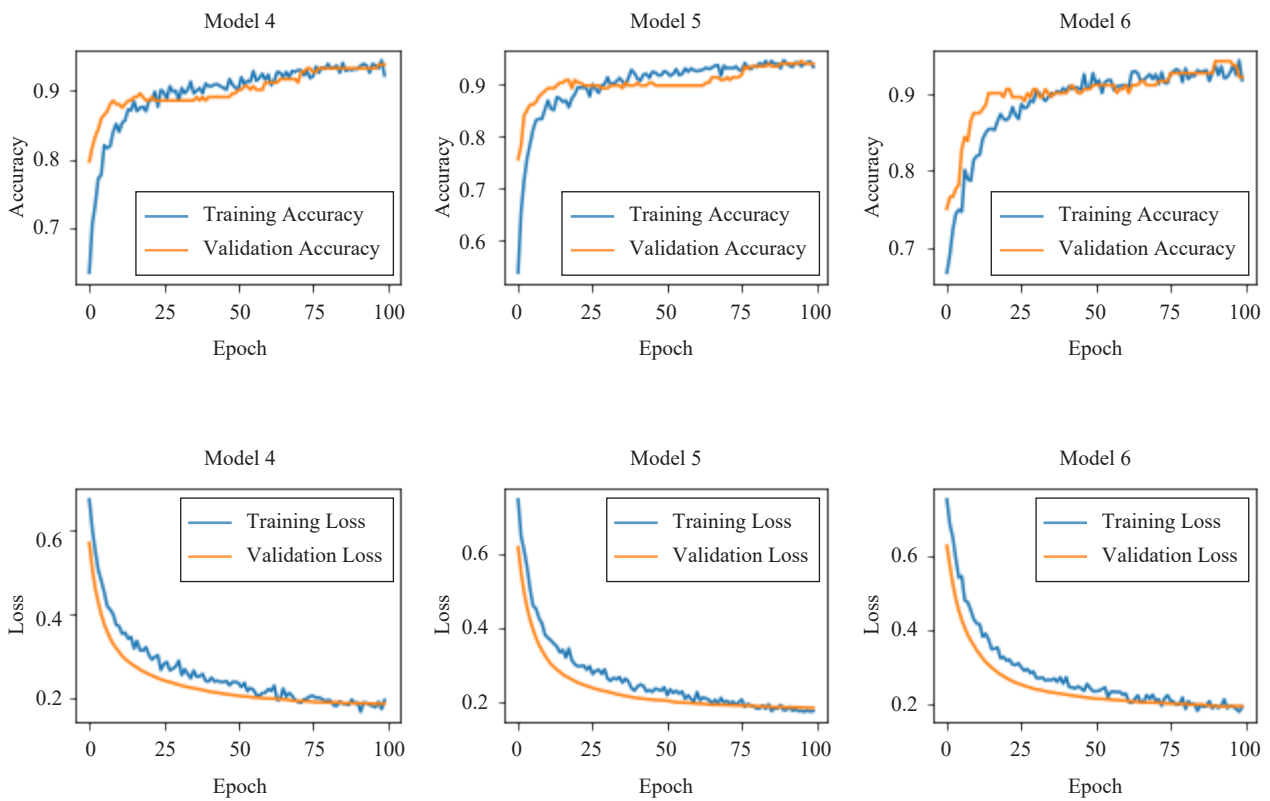 Model 4
Accuracy
0.9
0.8
0.7
Training Accuracy
Validation Accuracy
0 25 50 75 100
Epoch
Model 5
Accuracy
0.9
0.8
0.7
0.6
Training Accuracy
Validation Accuracy
0 25 50 75 100
Epoch
Model 6
Accuracy
0.9
0.8
0.7
Training Accuracy
Validation Accuracy
0 25 50 75 100
Epoch
Model 4
Loss
0.6
0.4
0.2
Training Loss
Validation Loss
0 25 50 75 100
Epoch
Model 5
Loss
0.6
0.4
0.2
Training Loss
Validation Loss
0 25 50 75 100
Epoch
Model 6
Loss
0.6
0.4
0.2
Training Loss
Validation Loss
0 25 50 75 100
Epoch